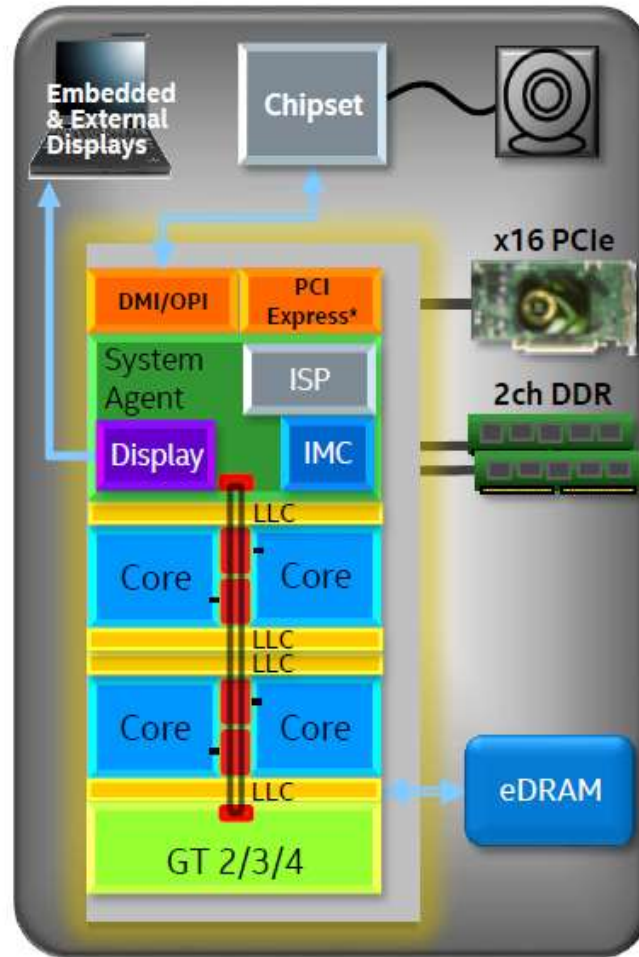 Embedded
& External
Displays
Chipset
x16 PCIe
DMI/OPI
PCI
Express*
System
Agent
ISP
2ch DDR
Display
IMC
LLC
Core
Core
LLC
LLC
Core
Core
LLC
eDRAM
GT 2/3/4